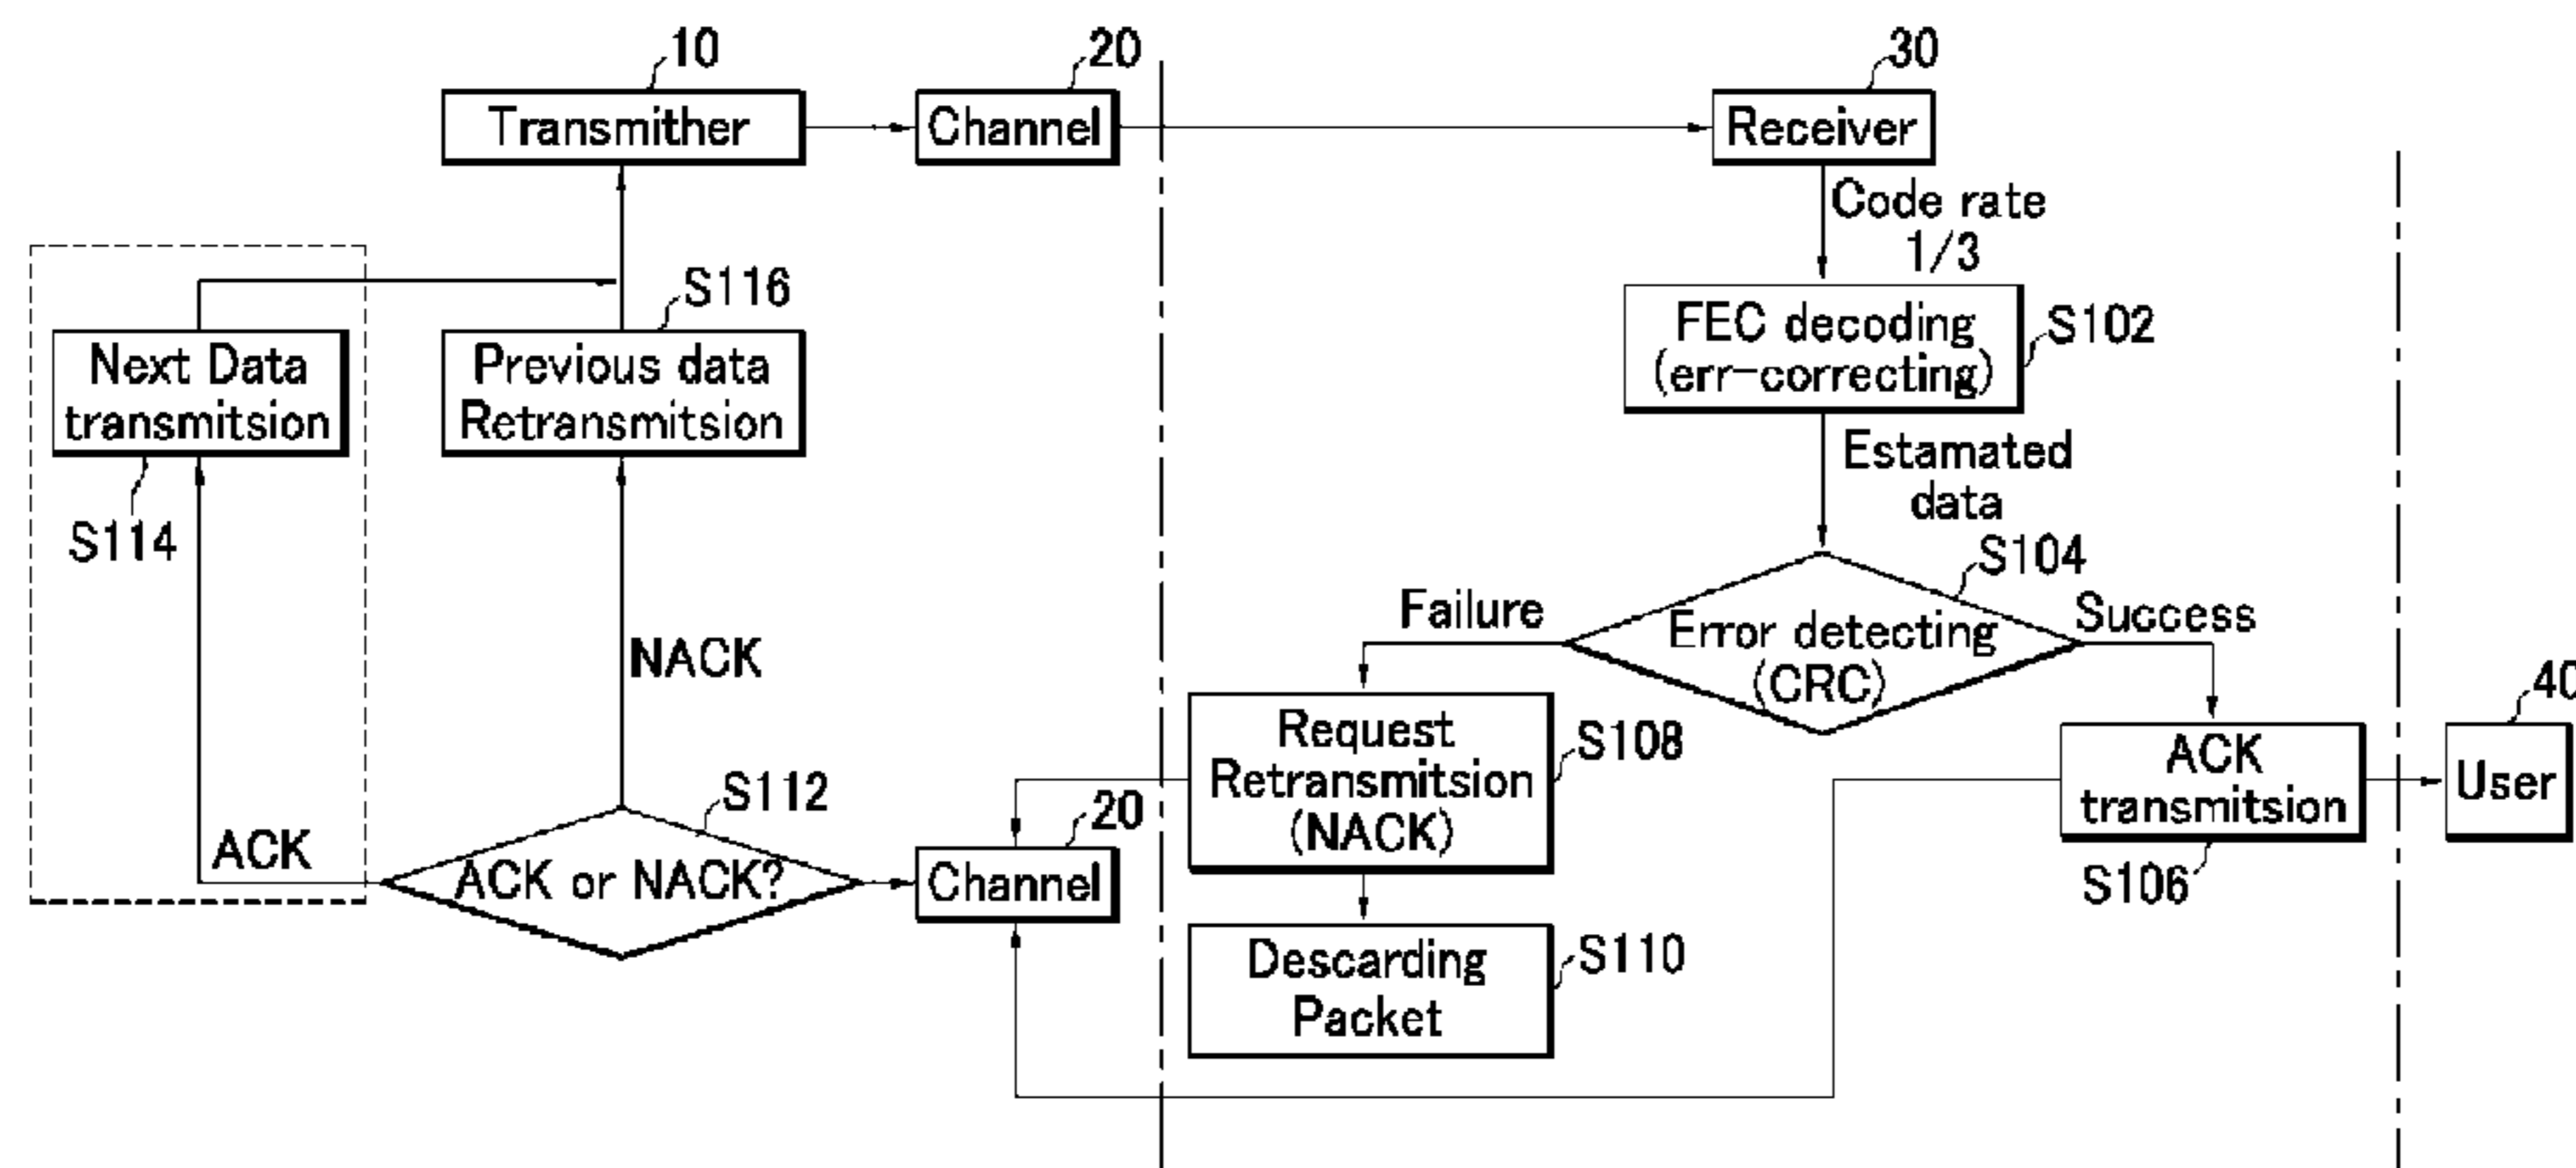 10
20
30
Transmither
Channel
Receiver
Code rate
1/3
S116
FEC decoding
(err-correcting)
S102
Next Data
transmitsion
Previous data
Retransmitsion
Estamated
data
S114
S104
Failure
Error detecting
(CRC)
Success
NACK
40
Request
Retransmitsion
(NACK)
S108
ACK
transmitsion
User
S112
20
ACK
ACK or NACK?
Channel
S106
Descarding
Packet
S110